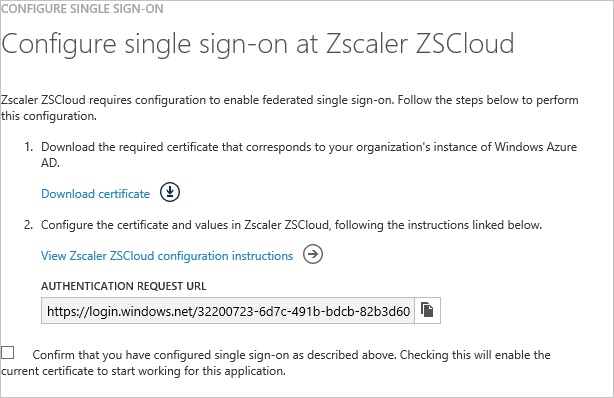 CONFIGURE SINGLE SIGN-ON
Configure single sign-on at Zscaler ZSCloud
Zscaler ZSCloud requires configuration to enable federated single sign-on. Follow the steps below to perform
this configuration.
1. Download the required certificate that corresponds to your organization's instance of Windows Azure
AD.
Download certificate
2. Configure the certificate and values in Zscaler ZSCloud, following the instructions linked below.
View Zscaler ZSCloud configuration instructions
AUTHENTICATION REQUEST URL
https://login.windows.net/32200723-6d7c-491b-bdcb-82b3d60
Confirm that you have configured single sign-on as described above. Checking this will enable the
current certificate to start working for this application.